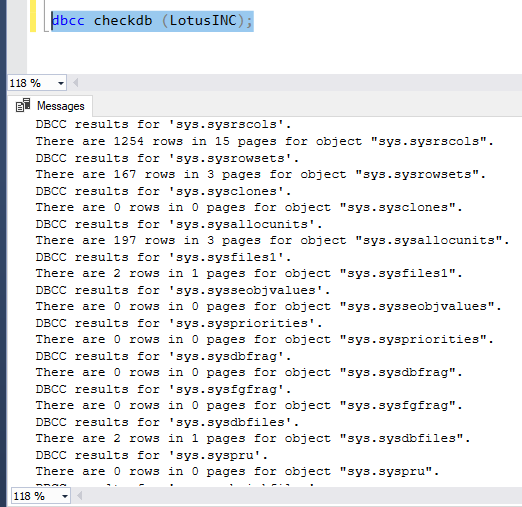 dbcc checkdb (LotusINC);
118 %
Messages
DBCC results for 'sys.sysrscols'.
There are 1254 rows in 15 pages for object "sys.sysrscols".
DBCC results for 'sys.sysrowsets'.
There are 167 rows in 3 pages for object "sys.sysrowsets".
DBCC results for 'sys.sysclones'.
There are 0 rows in 0 pages for object "sys.sysclones".
DBCC results for 'sys.sysallocunits'.
There are 197 rows in 3 pages for object "sys.sysallocunits".
DBCC results for 'sys.sysfiles1'.
There are 2 rows in 1 pages for object "sys.sysfiles1".
DBCC results for 'sys.sysseobjvalues'.
There are 0 rows in 0 pages for object "sys.sysseobjvalues".
DBCC results for 'sys.syspriorities'.
There are 0 rows in 0 pages for object "sys.syspriorities".
DBCC results for 'sys.sysdbfrag'.
There are 0 rows in 0 pages for object "sys.sysdbfrag".
DBCC results for 'sys.sysfgfrag'.
There are 0 rows in 0 pages for object "sys.sysfgfrag".
DBCC results for 'sys.sysdbfiles'.
There are 2 rows in 1 pages for object "sys.sysdbfiles".
DBCC results for 'sys.syspru'.
There are 0 rows in 0 pages for object "sys.syspru".
118 %